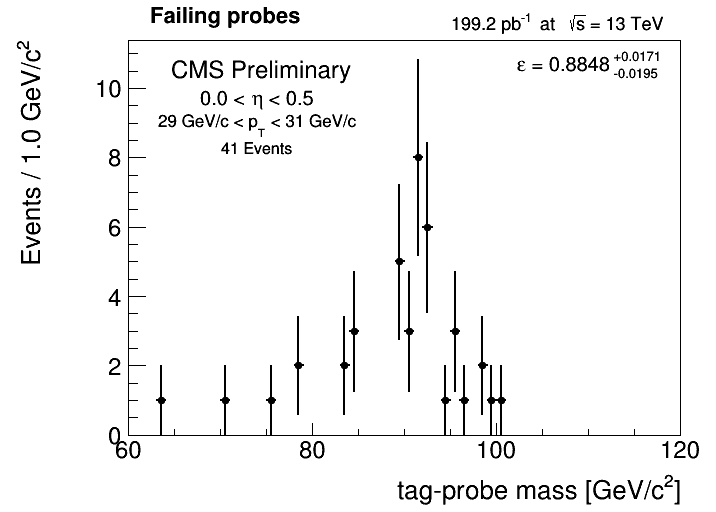 Failing probes
199.2 pb⁻¹ at √s = 13 TeV
CMS Preliminary
0.0 < η < 0.5
29 GeV/c < p_T < 31 GeV/c
41 Events
ε = 0.8848 +0.0171 -0.0195
Events / 1.0 GeV/c²
10
8
6
4
2
0
60 80 100 120
tag-probe mass [GeV/c²]